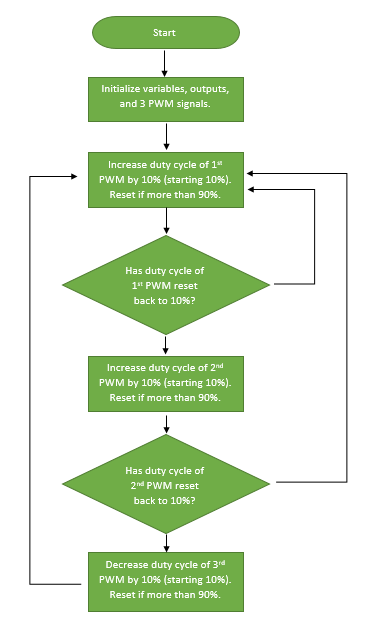 Start
Initialize variables, outputs,
and 3 PWM signals.
Increase duty cycle of 1st
PWM by 10% (starting 10%).
Reset if more than 90%.
Has duty cycle of
1st PWM reset
back to 10%?
Increase duty cycle of 2nd
PWM by 10% (starting 10%).
Reset if more than 90%.
Has duty cycle of
2nd PWM reset
back to 10%?
Decrease duty cycle of 3rd
PWM by 10% (starting 10%).
Reset if more than 90%.